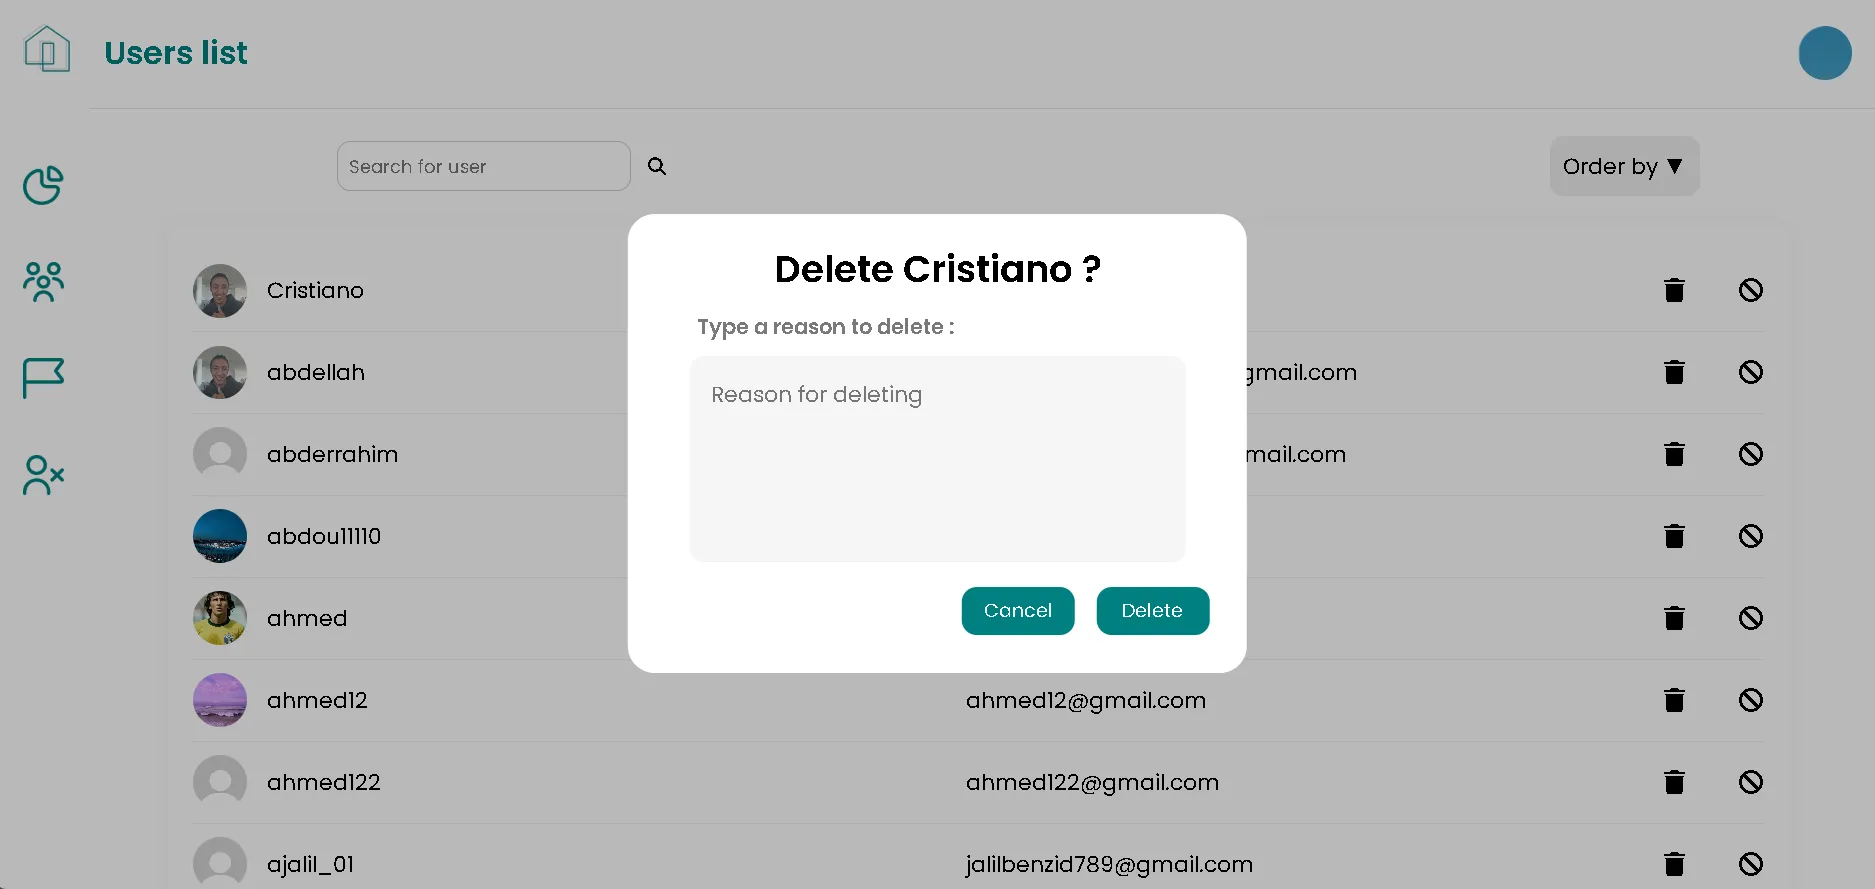 Users list
Search for user
Order by ▼
Delete Cristiano ?
Type a reason to delete :
Reason for deleting
Cancel Delete
Cristiano
abdellah gmail.com
abderrahim mail.com
abdou11110
ahmed
ahmed12 ahmed12@gmail.com
ahmed122 ahmed122@gmail.com
ajalil_01 jalilbenzid789@gmail.com